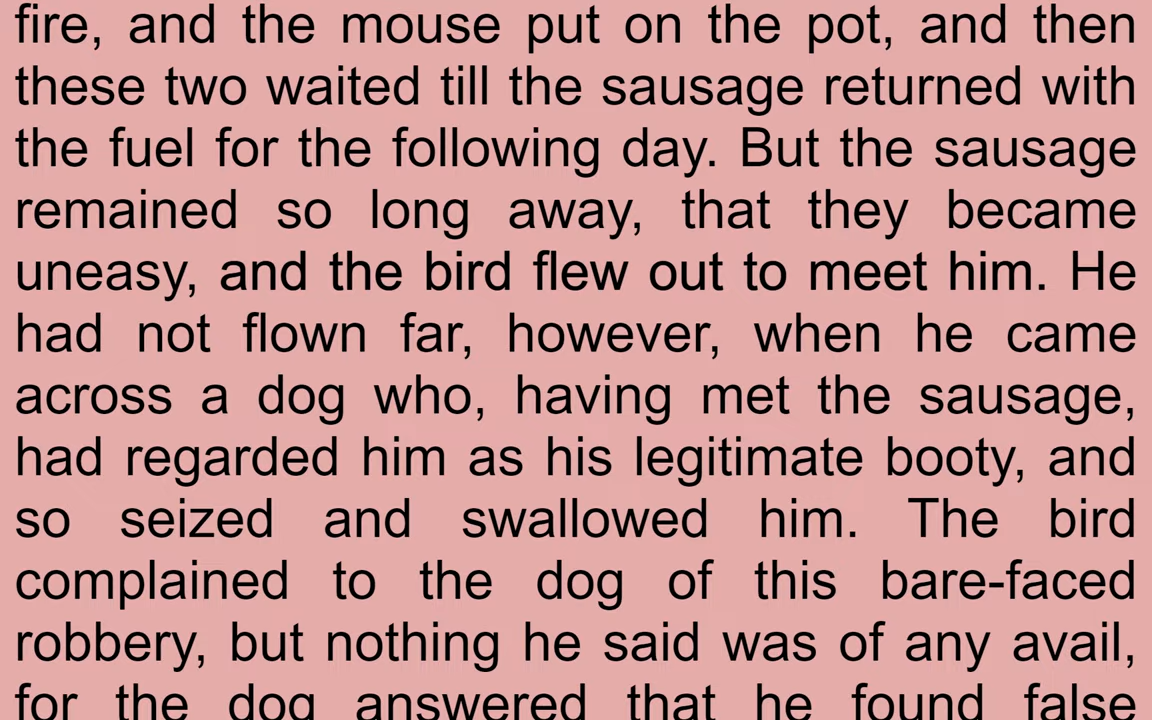 fire, and the mouse put on the pot, and then
these two waited till the sausage returned with
the fuel for the following day. But the sausage
remained so long away, that they became
uneasy, and the bird flew out to meet him. He
had not flown far, however, when he came
across a dog who, having met the sausage,
had regarded him as his legitimate booty, and
so seized and swallowed him. The bird
complained to the dog of this bare-faced
robbery, but nothing he said was of any avail,
for the dog answered that he found false